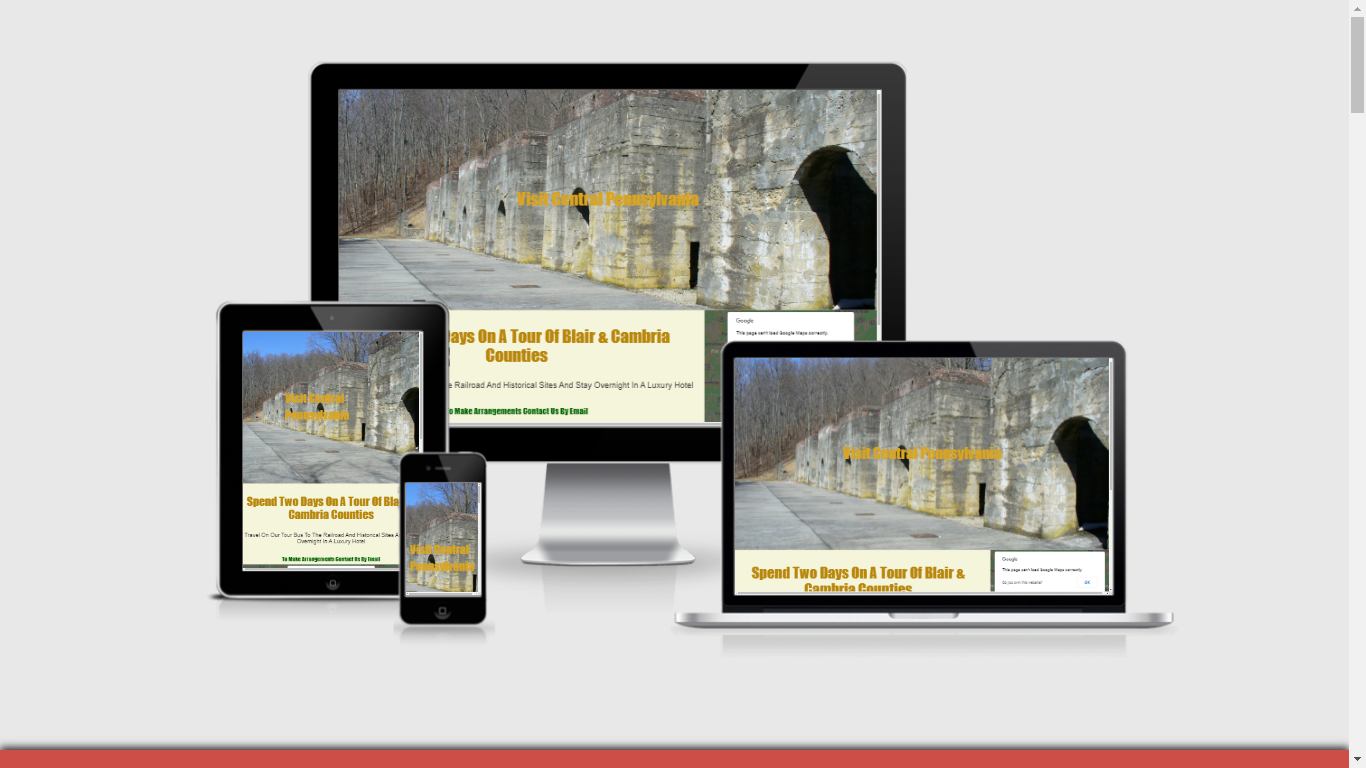 Visit Central Pennsylvania
Days On A Tour Of Blair & Cambria
Counties
Railroad And Historical Sites And Stay Overnight In A Luxury Hotel
To Make Arrangements Contact Us By Email
Google
This page can't load Google Maps correctly.
Visit Central
Pennsylvania
Spend Two Days On A Tour Of
Cambria Counties
Travel On Our Tour Bus To The Railroad And Historical Sites
Overnight In A Luxury Hotel
To Make Arrangements Contact Us By Email
Visit Central
Pennsylvania
Visit Central Pennsylvania
Spend Two Days On A Tour Of Blair &
Cambria Counties
Google
This page can't load Google Maps correctly.
Do you own this website?
OK